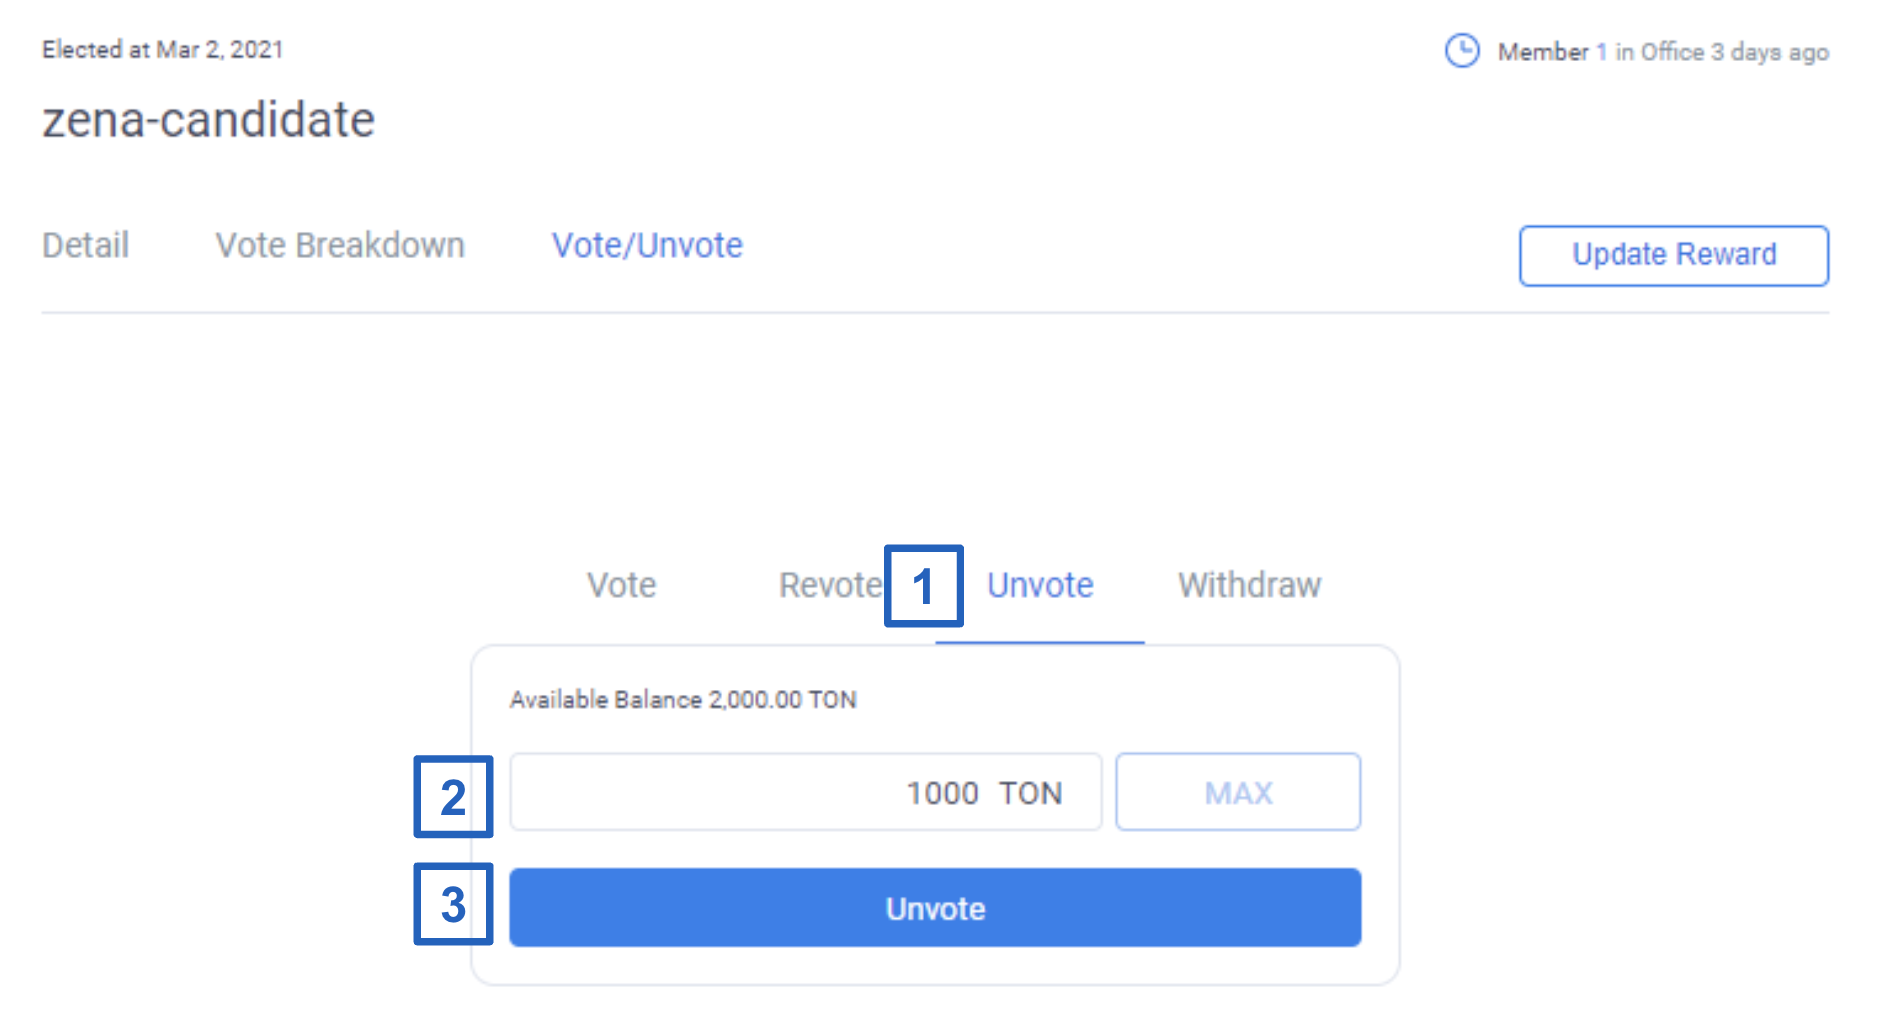 Elected at Mar 2, 2021
Member 1 in Office 3 days ago
zena-candidate
Detail Vote Breakdown Vote/Unvote Update Reward
Vote Revote 1 Unvote Withdraw
Available Balance 2,000.00 TON
2 1000 TON MAX
3 Unvote